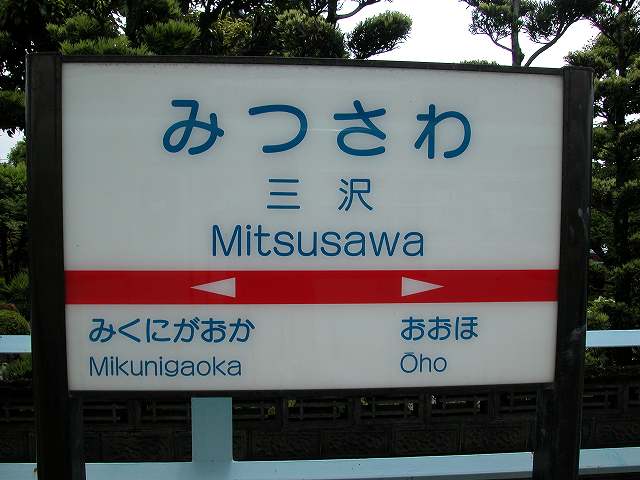 みつさわ
三沢
Mitsusawa
みくにがおか
おおほ
Mikunigaoka
Ōho